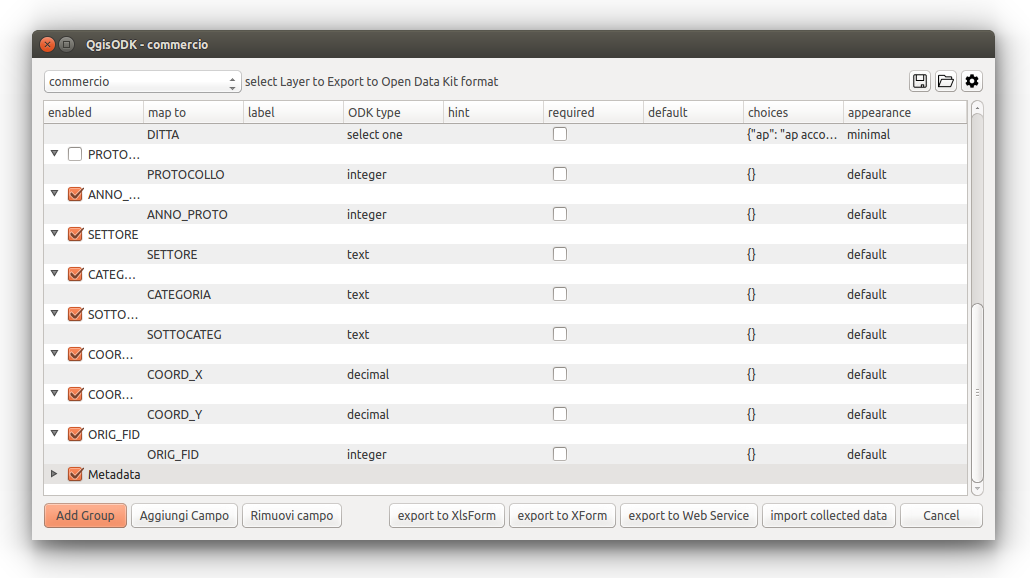 QgisODK - commercio
commercio select Layer to Export to Open Data Kit format
enabled map to label ODK type hint required default choices appearance
DITTA select one {"ap": "ap acco... minimal
PROTO...
PROTOCOLLO integer {} default
ANNO_...
ANNO_PROTO integer {} default
SETTORE
SETTORE text {} default
CATEG...
CATEGORIA text {} default
SOTTO...
SOTTOCATEG text {} default
COOR...
COORD_X decimal {} default
COOR...
COORD_Y decimal {} default
ORIG_FID
ORIG_FID integer {} default
Metadata
Add Group Aggiungi Campo Rimuovi campo export to XlsForm export to XForm export to Web Service import collected data Cancel